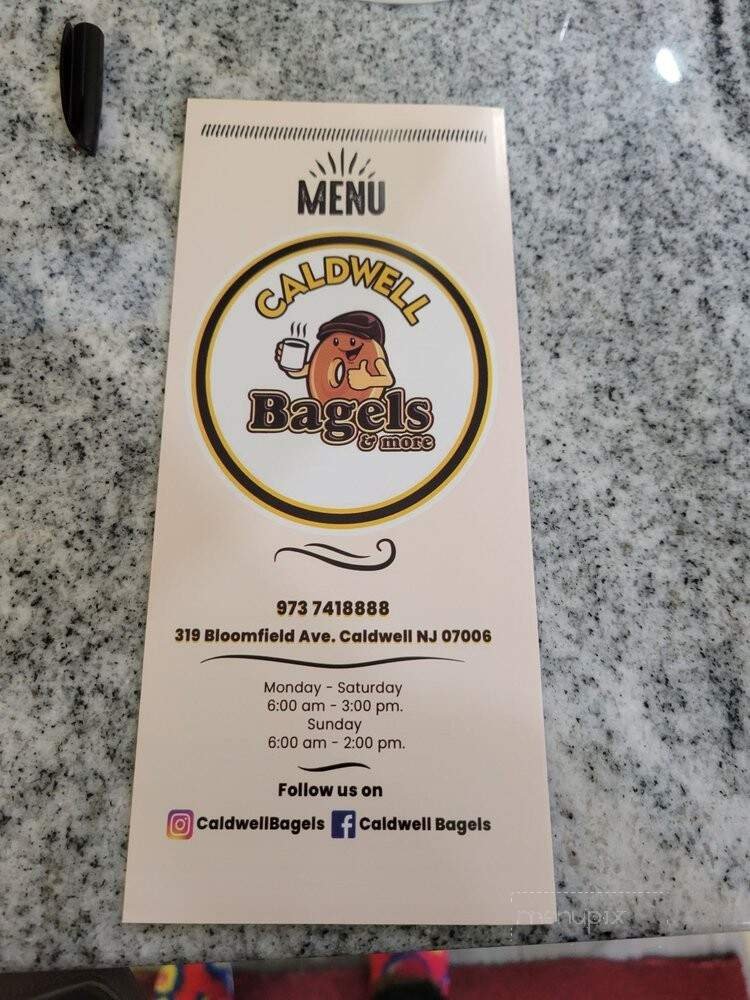 MENU
CALDWELL
Bagels
& more
973 7418888
319 Bloomfield Ave. Caldwell NJ 07006
Monday - Saturday
6:00 am - 3:00 pm.
Sunday
6:00 am - 2:00 pm.
Follow us on
CaldwellBagels Caldwell Bagels
menupix